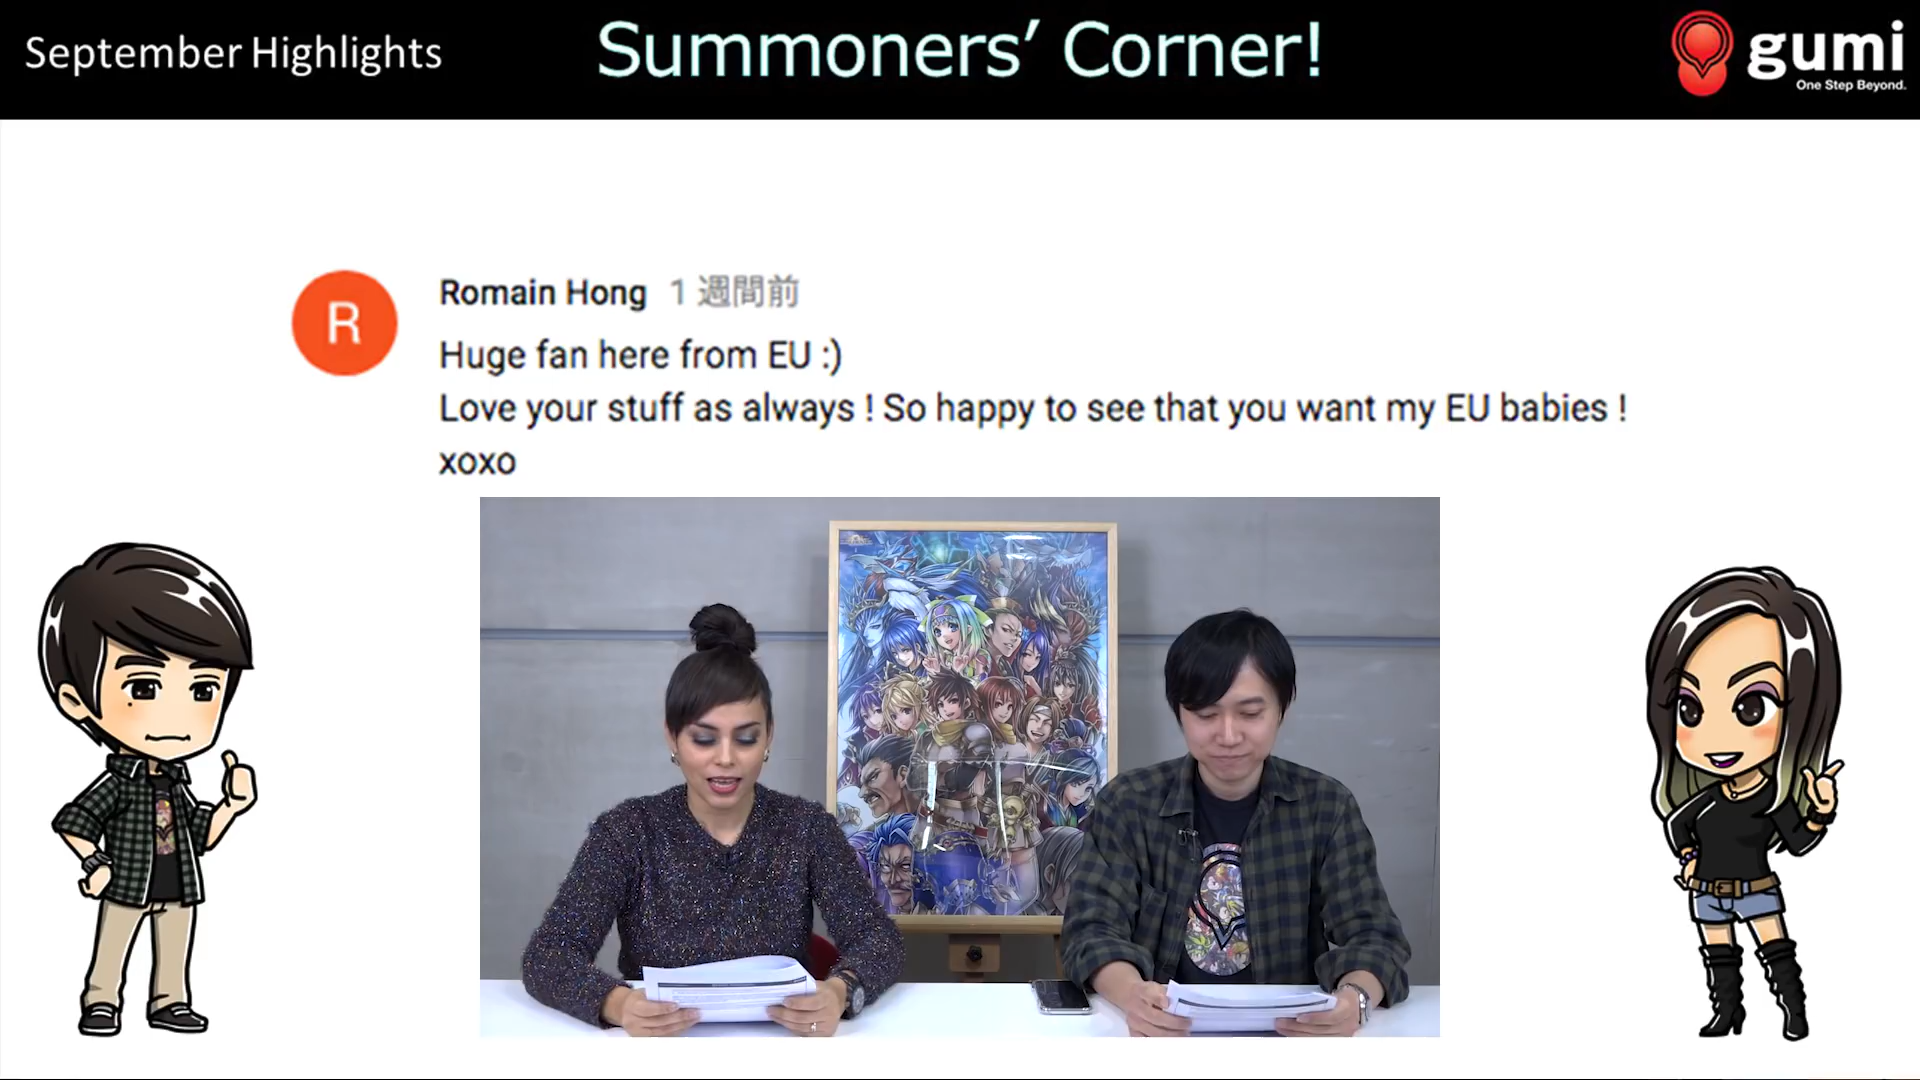 September Highlights
Summoners’ Corner!
gumi
One Step Beyond.
R
Romain Hong 1 週間前
Huge fan here from EU :)
Love your stuff as always ! So happy to see that you want my EU babies !
xoxo